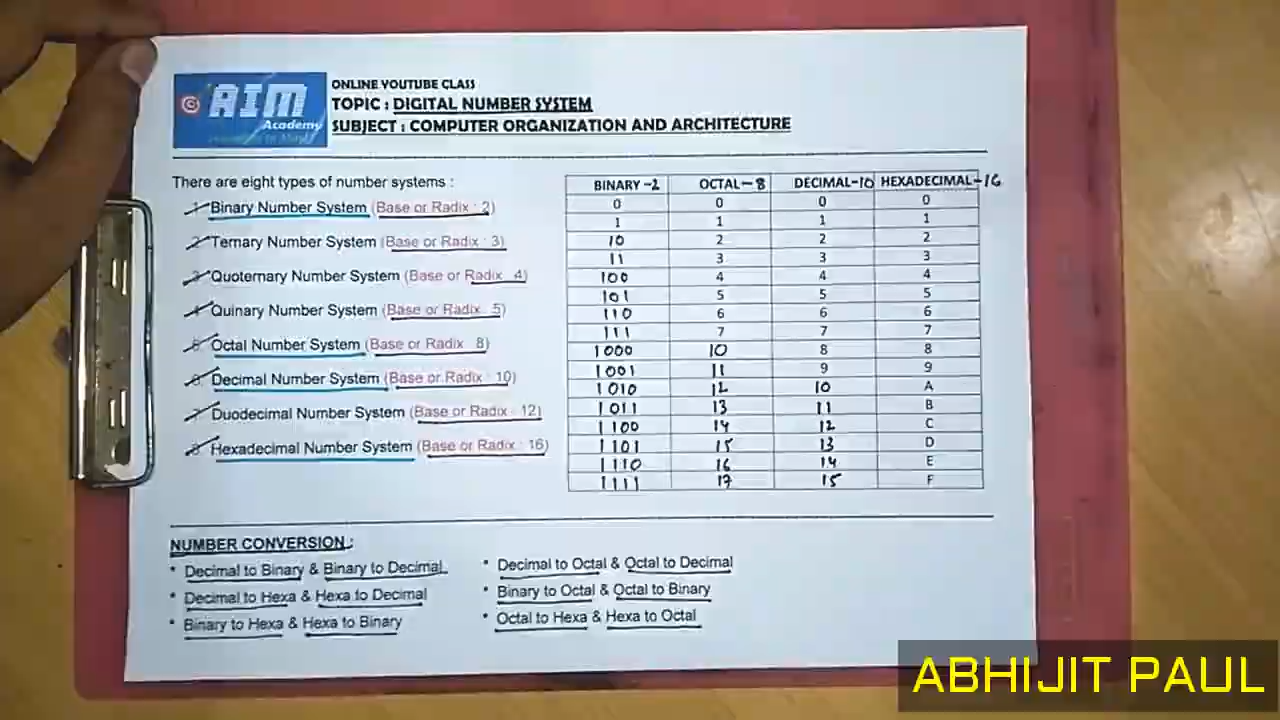 AIM
Academy
ONLINE YOUTUBE CLASS
TOPIC : DIGITAL NUMBER SYSTEM
SUBJECT : COMPUTER ORGANIZATION AND ARCHITECTURE
There are eight types of number systems :
1. Binary Number System (Base or Radix : 2)
2. Ternary Number System (Base or Radix : 3)
3. Quoternary Number System (Base or Radix 4)
4. Quinary Number System (Base or Radix : 5)
5. Octal Number System (Base or Radix : 8)
6. Decimal Number System (Base or Radix : 10)
7. Duodecimal Number System (Base or Radix : 12)
8. Hexadecimal Number System (Base or Radix : 16)
BINARY -2 OCTAL-8 DECIMAL-10 HEXADECIMAL-16
0 0 0 0
1 1 1 1
10 2 2 2
11 3 3 3
100 4 4 4
101 5 5 5
110 6 6 6
111 7 7 7
1000 10 8 8
1001 11 9 9
1010 12 10 A
1011 13 11 B
1100 14 12 C
1101 15 13 D
1110 16 14 E
1111 17 15 F
NUMBER CONVERSION :
• Decimal to Binary & Binary to Decimal
• Decimal to Hexa & Hexa to Decimal
• Binary to Hexa & Hexa to Binary
• Decimal to Octal & Octal to Decimal
• Binary to Octal & Octal to Binary
• Octal to Hexa & Hexa to Octal
ABHIJIT PAUL